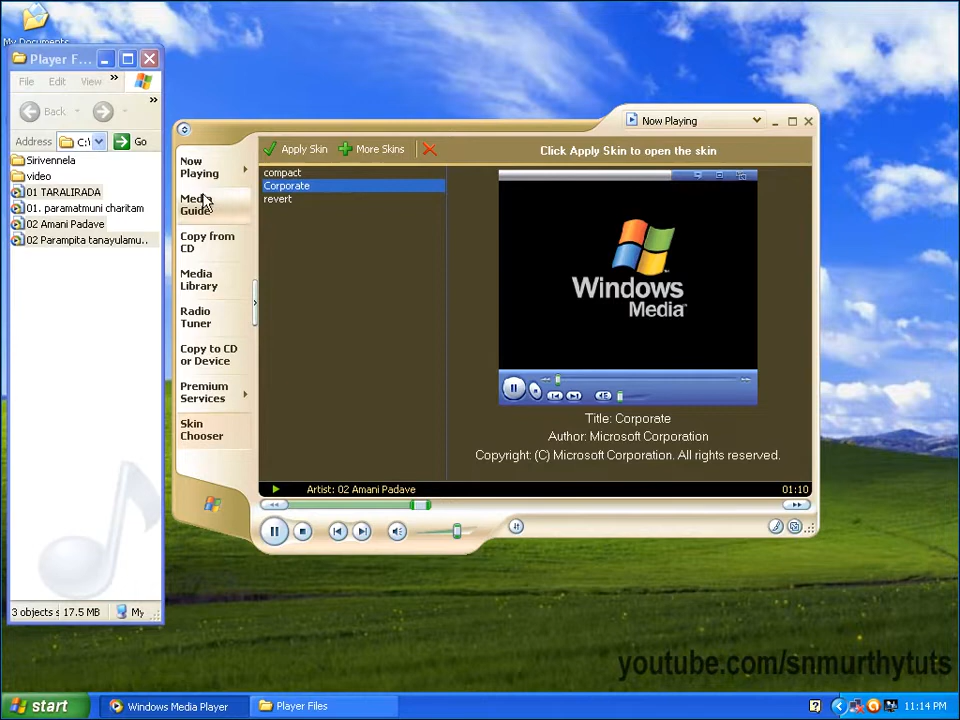 My Documents
Player F...
File Edit View »
»
Back
Address C:\ Go
Sirivennela
video
01 TARALIRADA
01. paramatmuni charitam
02 Amani Padave
02 Parampita tanayulamu..
3 objects s 17.5 MB My
Now Playing
Now
Playing
Media
Guide
Copy from
CD
Media
Library
Radio
Tuner
Copy to CD
or Device
Premium
Services
Skin
Chooser
Apply Skin More Skins
Click Apply Skin to open the skin
compact
Corporate
revert
Windows
Media
Title: Corporate
Author: Microsoft Corporation
Copyright: (C) Microsoft Corporation. All rights reserved.
Artist: 02 Amani Padave 01:10
youtube.com/snmurthytuts
start Windows Media Player Player Files 11:14 PM